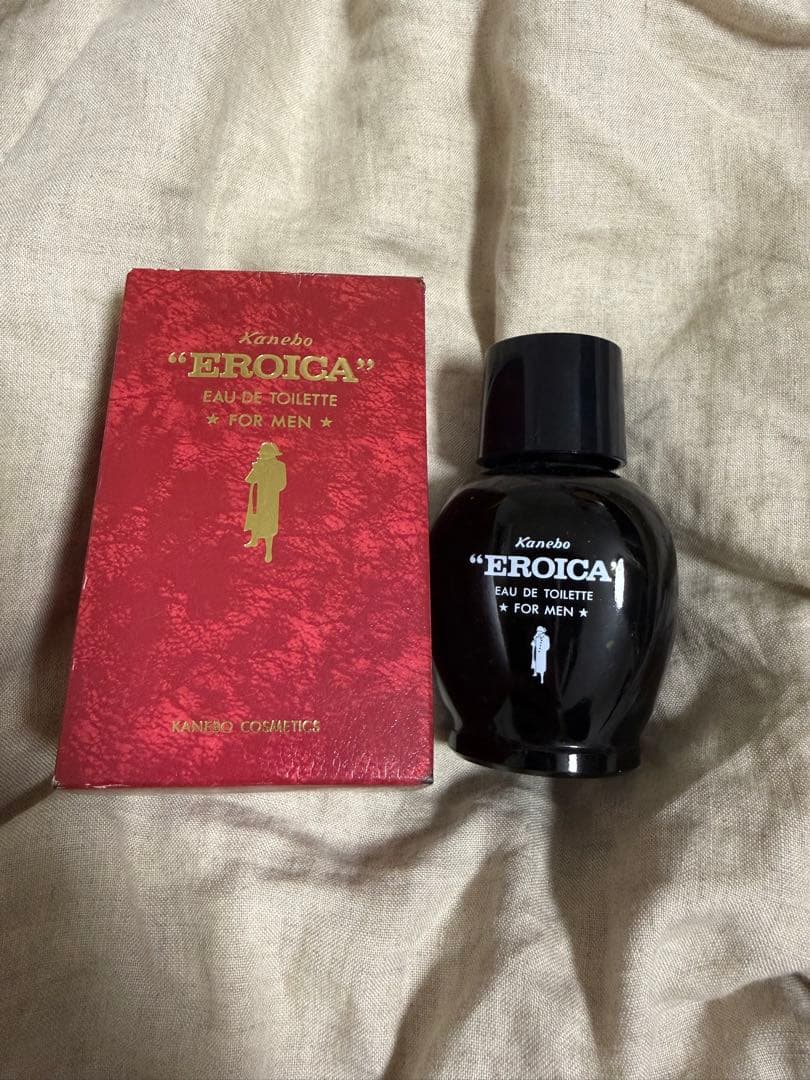 Kanebo
“EROICA”
EAU DE TOILETTE
★ FOR MEN ★
KANEBO COSMETICS
Kanebo
“EROICA”
EAU DE TOILETTE
★ FOR MEN ★